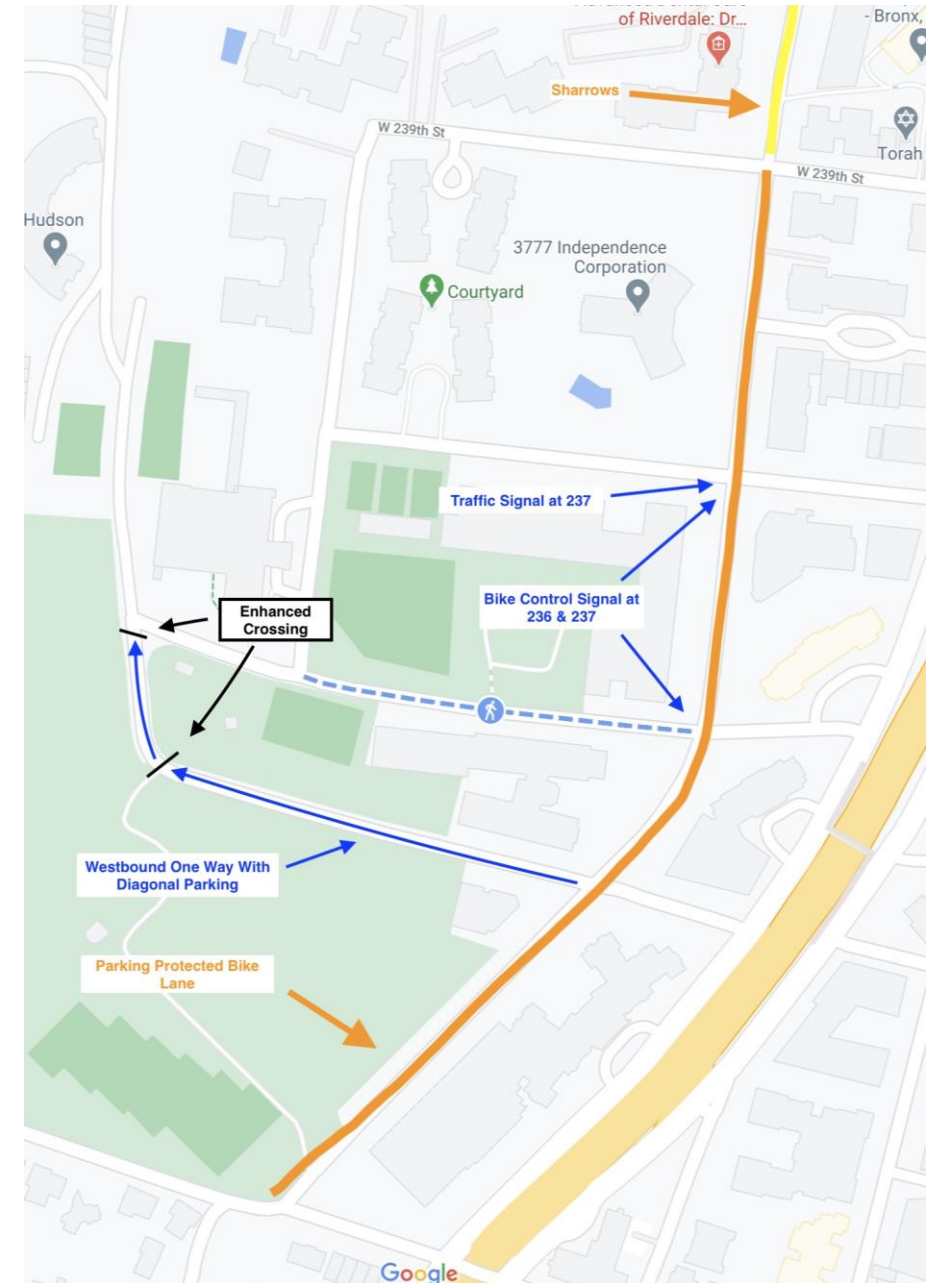 of Riverdale: Dr...
- Bronx,
Sharrows
W 239th St
Torah
W 239th St
Hudson
3777 Independence
Corporation
Courtyard
Traffic Signal at 237
Bike Control Signal at
236 & 237
Enhanced
Crossing
Westbound One Way With
Diagonal Parking
Parking Protected Bike
Lane
Google